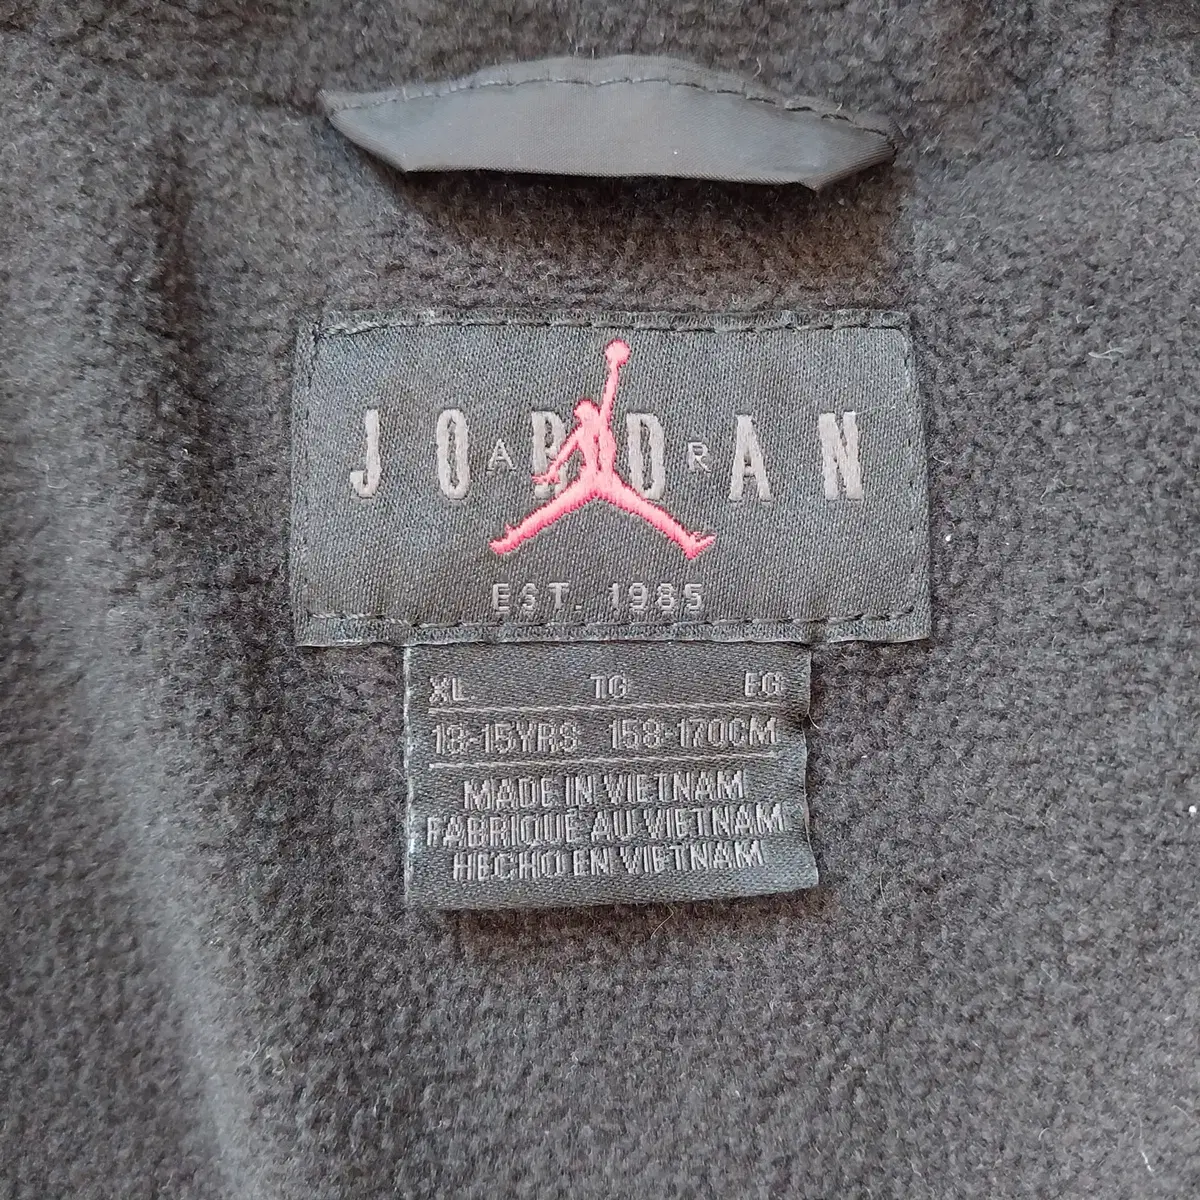 JORDAN
AIR
EST. 1985
XL TG EG
13-15YRS 158-170CM
MADE IN VIETNAM
FABRIQUE AU VIETNAM
HECHO EN VIETNAM